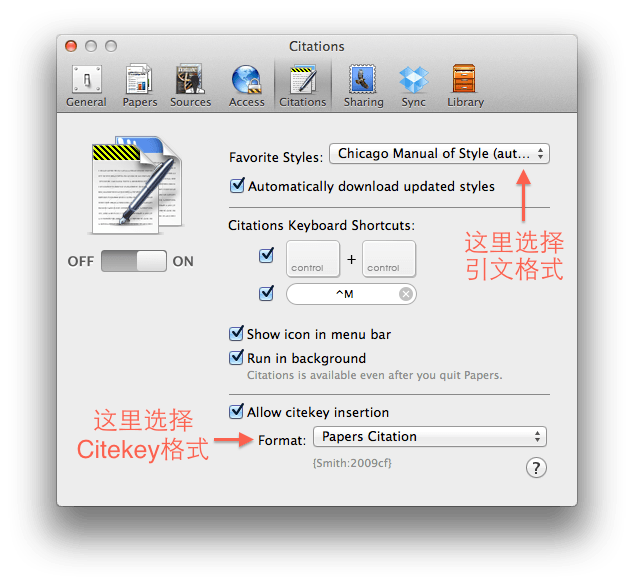 Citations
General Papers Sources Access Citations Sharing Sync Library
Favorite Styles: Chicago Manual of Style (aut...
Automatically download updated styles
Citations Keyboard Shortcuts:
这里选择
引文格式
OFF ON
control + control
^M
Show icon in menu bar
Run in background
Citations is available even after you quit Papers.
Allow citekey insertion
这里选择
Citekey格式
Format: Papers Citation
{Smith:2009cf}
?